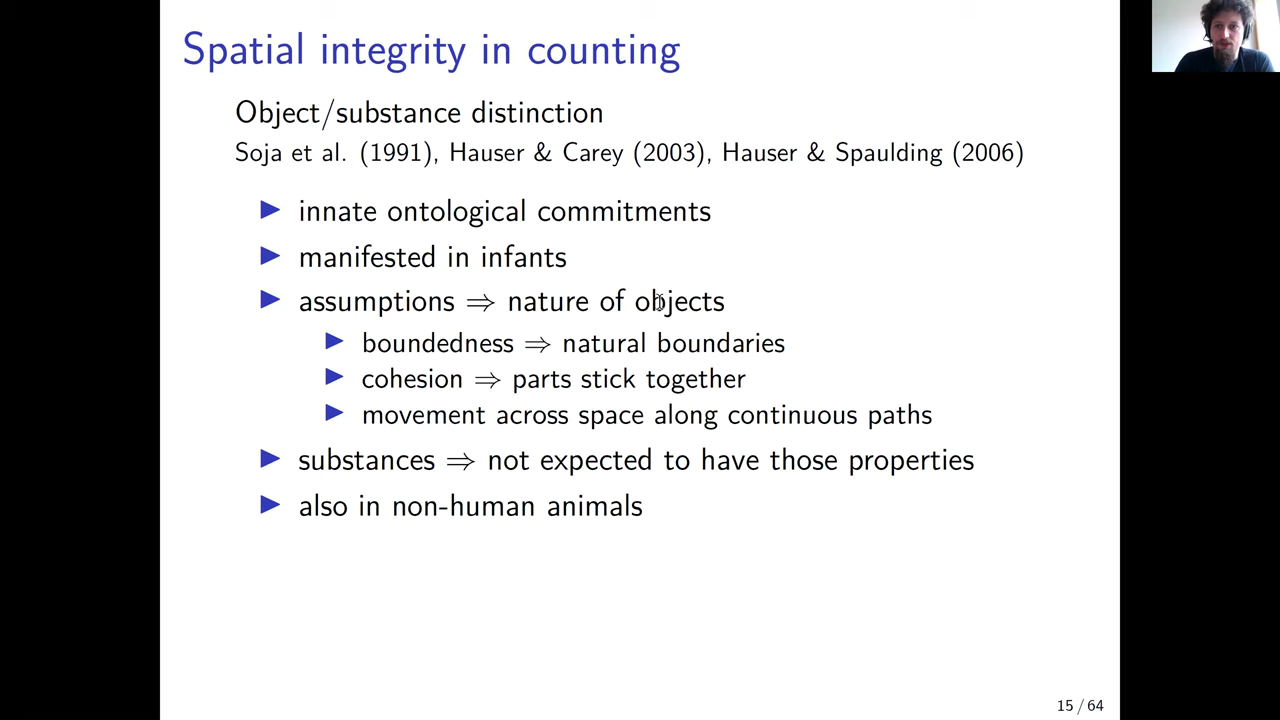 Spatial integrity in counting
Object/substance distinction
Soja et al. (1991), Hauser & Carey (2003), Hauser & Spaulding (2006)
▶ innate ontological commitments
▶ manifested in infants
▶ assumptions ⇒ nature of objects
▶ boundedness ⇒ natural boundaries
▶ cohesion ⇒ parts stick together
▶ movement across space along continuous paths
▶ substances ⇒ not expected to have those properties
▶ also in non-human animals
15 / 64